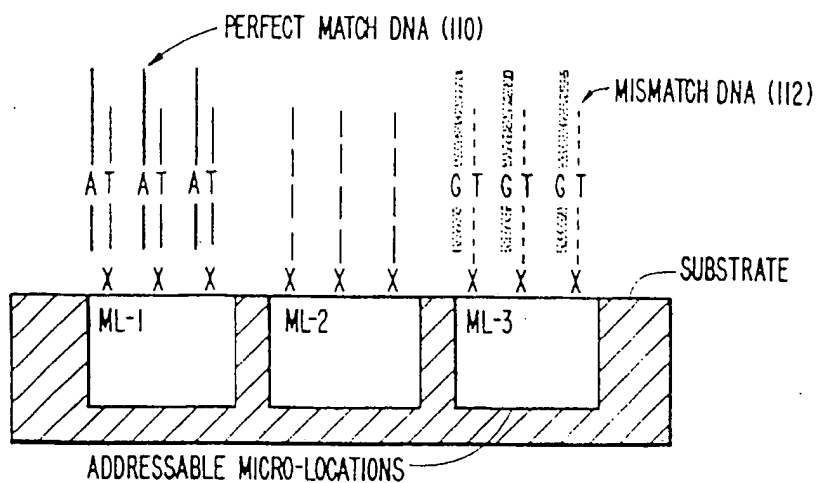 PERFECT MATCH DNA (110)
MISMATCH DNA (112)
A T A T A T
G T G T G T
X X X X X X X X X
SUBSTRATE
ML-1 ML-2 ML-3
ADDRESSABLE MICRO-LOCATIONS